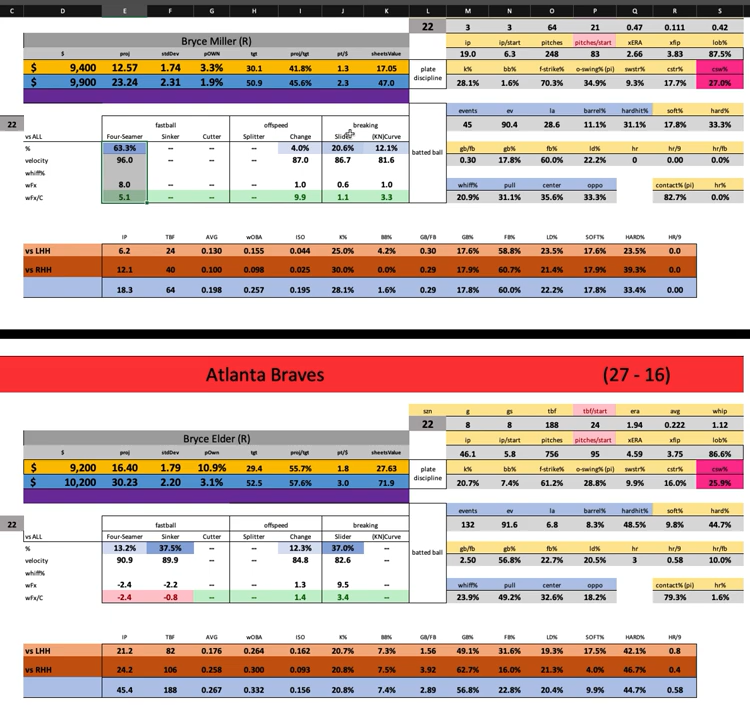 C D E F G H I J K L M N O P Q R S
22 3 3 64 21 0.47 0.111 0.42
Bryce Miller (R) ip ip/start pitches pitches/start xERA xfip lob%
$ proj stdDev pOWN tgt proj/tgt pt/$ sheetsValue 19.0 6.3 248 83 2.66 3.83 87.5%
$ 9,400 12.57 1.74 3.3% 30.1 41.8% 1.3 17.05 plate discipline k% bb% f-strike% o-swing% (pi) swstr% cstr% csw%
$ 9,900 23.24 2.31 1.9% 50.9 45.6% 2.3 47.0 28.1% 1.6% 70.3% 34.9% 9.3% 17.7% 27.0%
events ev la barrel% hardhit% soft% hard%
22 fastball offspeed breaking 45 90.4 28.6 11.1% 31.1% 17.8% 33.3%
vs ALL Four-Seamer Sinker Cutter Splitter Change Slider (KN)Curve
% 63.3% -- -- -- 4.0% 20.6% 12.1% batted ball gb/fb gb% fb% ld% hr hr/9 hr/fb
velocity 96.0 -- -- -- 87.0 86.7 81.6 0.30 17.8% 60.0% 22.2% 0 0.00 0.0%
whiff%
wFx 8.0 -- -- -- 1.0 0.6 1.0 whiff% pull center oppo contact% (pi) hr%
wFx/C 5.1 -- -- -- 9.9 1.1 3.3 20.9% 31.1% 35.6% 33.3% 82.7% 0.0%
IP TBF AVG wOBA ISO K% BB% GB/FB GB% FB% LD% SOFT% HARD% HR/9
vs LHH 6.2 24 0.130 0.155 0.044 25.0% 4.2% 0.30 17.6% 58.8% 23.5% 17.6% 23.5% 0.0
vs RHH 12.1 40 0.100 0.098 0.025 30.0% 0.0% 0.29 17.9% 60.7% 21.4% 17.9% 39.3% 0.0
18.3 64 0.198 0.257 0.195 28.1% 1.6% 0.29 17.8% 60.0% 22.2% 17.8% 33.4% 0.00
Atlanta Braves (27 - 16)
szn g gs tbf tbf/start era avg whip
22 8 8 188 24 1.94 0.222 1.12
Bryce Elder (R) ip ip/start pitches pitches/start xERA xfip lob%
$ proj stdDev pOwn tgt proj/tgt pt/$ sheetsValue 46.1 5.8 756 95 4.59 3.75 86.6%
$ 9,200 16.40 1.79 10.9% 29.4 55.7% 1.8 27.63 plate discipline k% bb% f-strike% o-swing% (pi) swstr% cstr% csw%
$ 10,200 30.23 2.20 3.1% 52.5 57.6% 3.0 71.9 20.7% 7.4% 61.2% 28.8% 9.9% 16.0% 25.9%
events ev la barrel% hardhit% soft% hard%
22 fastball offspeed breaking 132 91.6 6.8 8.3% 48.5% 9.8% 44.7%
vs ALL Four-Seamer Sinker Cutter Splitter Change Slider (KN)Curve
% 13.2% 37.5% -- -- 12.3% 37.0% -- batted ball gb/fb gb% fb% ld% hr hr/9 hr/fb
velocity 90.9 89.9 -- -- 84.8 82.6 -- 2.50 56.8% 22.7% 20.5% 3 0.58 10.0%
whiff%
wFx -2.4 -2.2 -- -- 1.3 9.5 -- whiff% pull center oppo contact% (pi) hr%
wFx/C -2.4 -0.8 -- -- 1.4 3.4 -- 23.9% 49.2% 32.6% 18.2% 79.3% 1.6%
IP TBF AVG wOBA ISO K% BB% GB/FB GB% FB% LD% SOFT% HARD% HR/9
vs LHH 21.2 82 0.176 0.264 0.162 20.7% 7.3% 1.56 49.1% 31.6% 19.3% 17.5% 42.1% 0.8
vs RHH 24.2 106 0.258 0.300 0.093 20.8% 7.5% 3.92 62.7% 16.0% 21.3% 4.0% 46.7% 0.4
45.4 188 0.267 0.332 0.156 20.8% 7.4% 2.89 56.8% 22.8% 20.4% 9.9% 44.7% 0.58